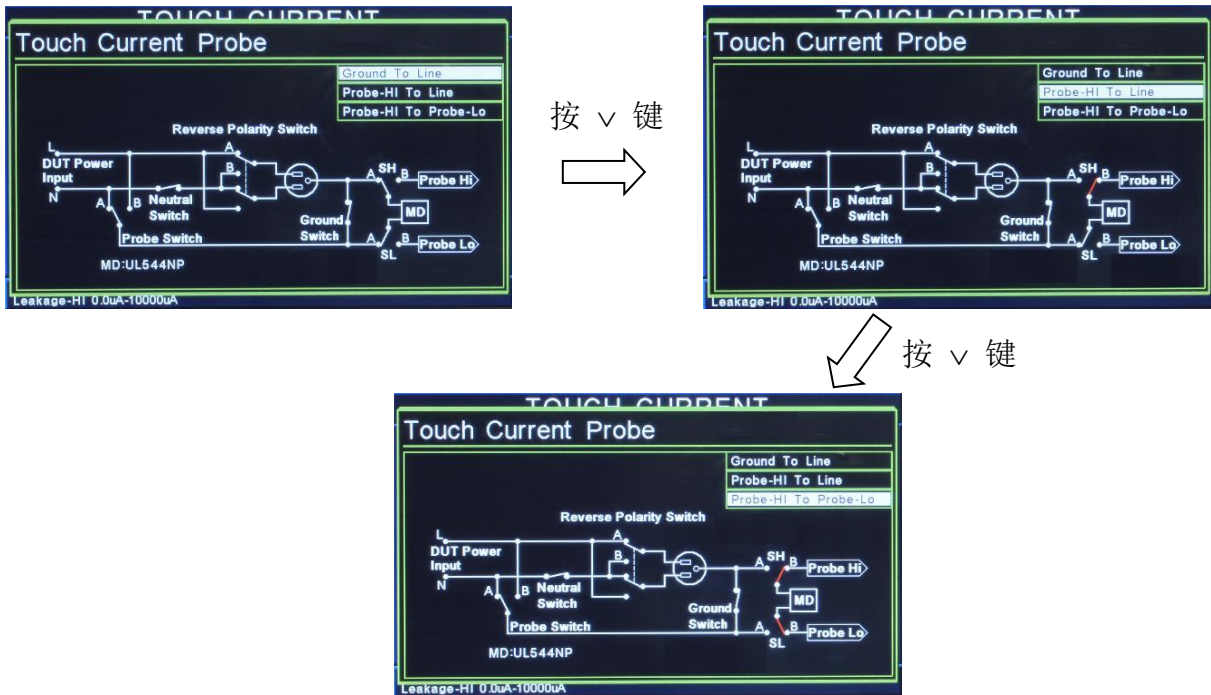 TOUCH CURRENT
Touch Current Probe
Ground To Line
Probe-HI To Line
Probe-HI To Probe-Lo
Reverse Polarity Switch
L
A
DUT Power
Input
B
N
A
B
Neutral
Switch
Probe Switch
Ground
Switch
A
SH
B
Probe Hi
MD
A
B
Probe Lo
SL
MD:UL544NP
Leakage-HI 0.0uA-10000uA
按 ∨ 键
TOUCH CURRENT
Touch Current Probe
Ground To Line
Probe-HI To Line
Probe-HI To Probe-Lo
Reverse Polarity Switch
L
A
DUT Power
Input
B
N
A
B
Neutral
Switch
Probe Switch
Ground
Switch
A
SH
B
Probe Hi
MD
A
B
Probe Lo
SL
MD:UL544NP
Leakage-HI 0.0uA-10000uA
按 ∨ 键
TOUCH CURRENT
Touch Current Probe
Ground To Line
Probe-HI To Line
Probe-HI To Probe-Lo
Reverse Polarity Switch
L
A
DUT Power
Input
B
N
A
B
Neutral
Switch
Probe Switch
Ground
Switch
A
SH
B
Probe Hi
MD
A
B
Probe Lo
SL
MD:UL544NP
Leakage-HI 0.0uA-10000uA